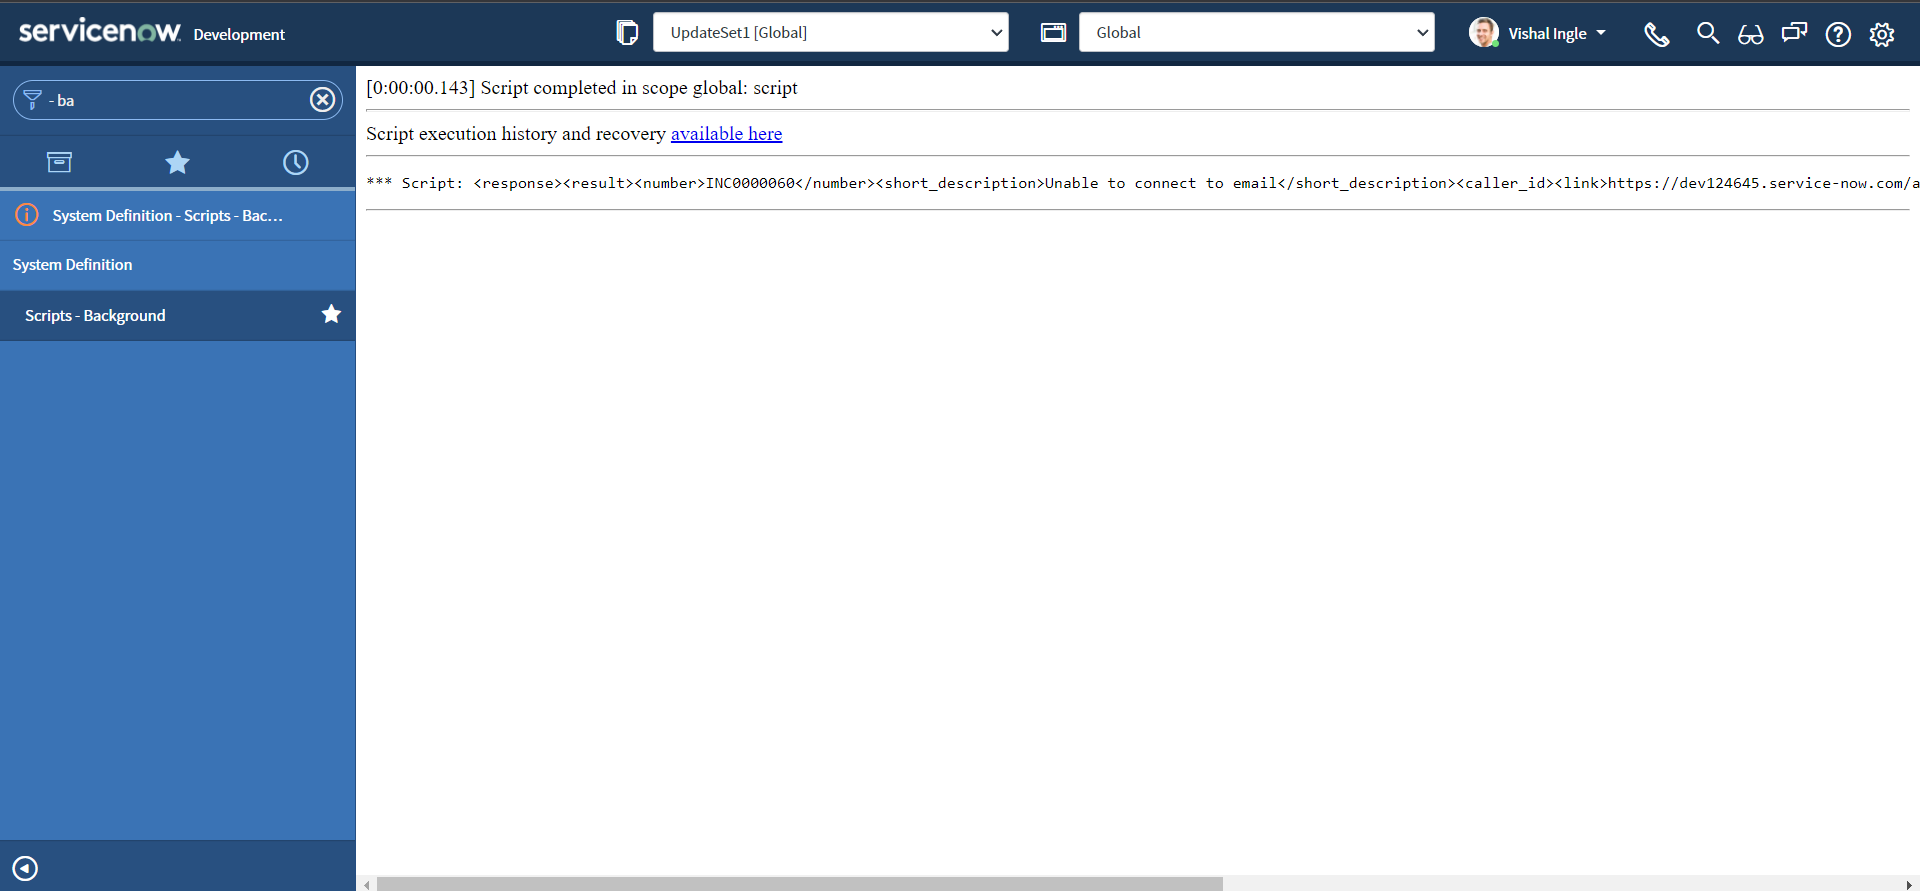 servicenow. Development
UpdateSet1 [Global]
Global
Vishal Ingle
- ba
System Definition - Scripts - Bac...
System Definition
Scripts - Background
[0:00:00.143] Script completed in scope global: script
Script execution history and recovery available here
*** Script: <response><result><number>INC0000060</number><short_description>Unable to connect to email</short_description><caller_id><link>https://dev124645.service-now.com/a